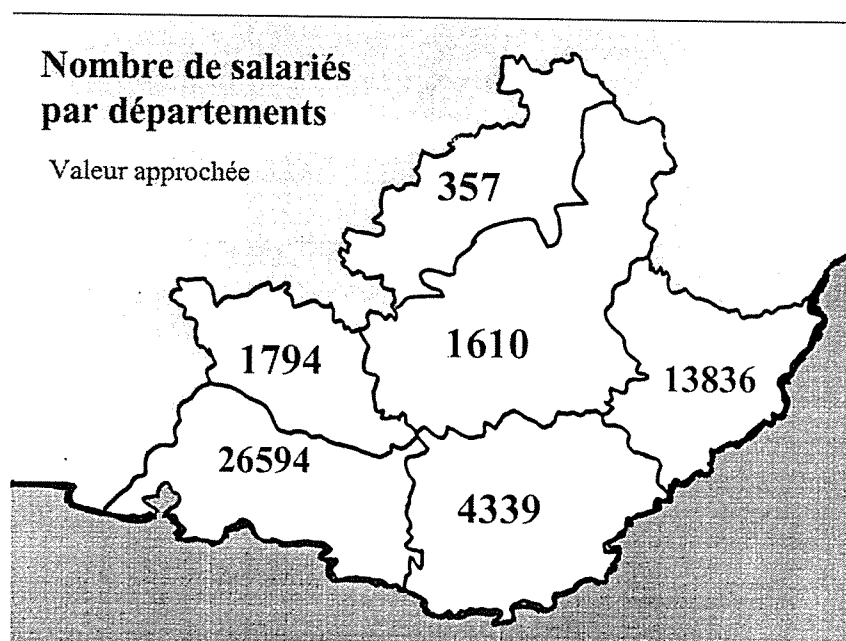 Nombre de salariés
par départements
Valeur approchée
357
1794
1610
13836
26594
4339